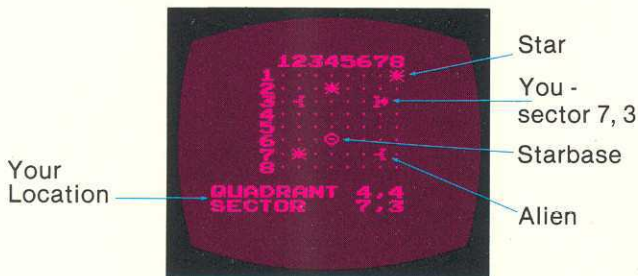 12345678
1
2
3
4
5
6
7
8
QUADRANT 4,4
SECTOR 7,3
Star
You -
sector 7, 3
Starbase
Alien
Your
Location